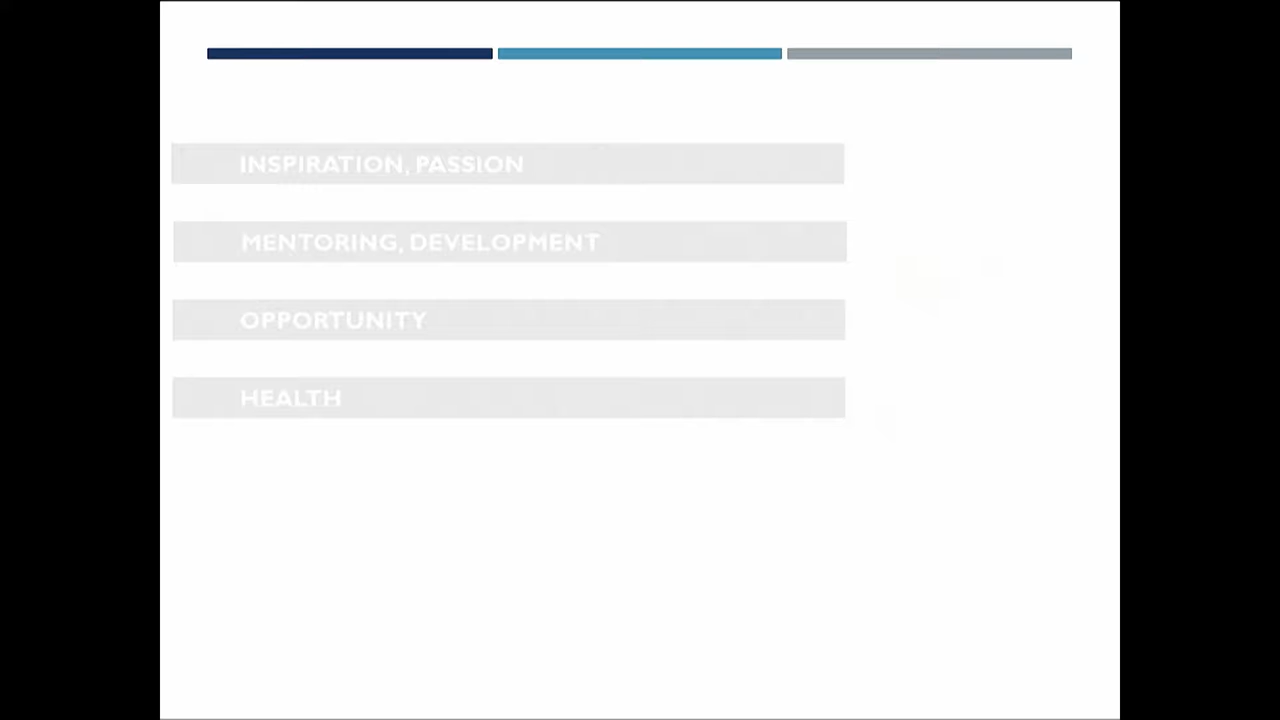 INSPIRATION, PASSION
MENTORING, DEVELOPMENT
OPPORTUNITY
HEALTH